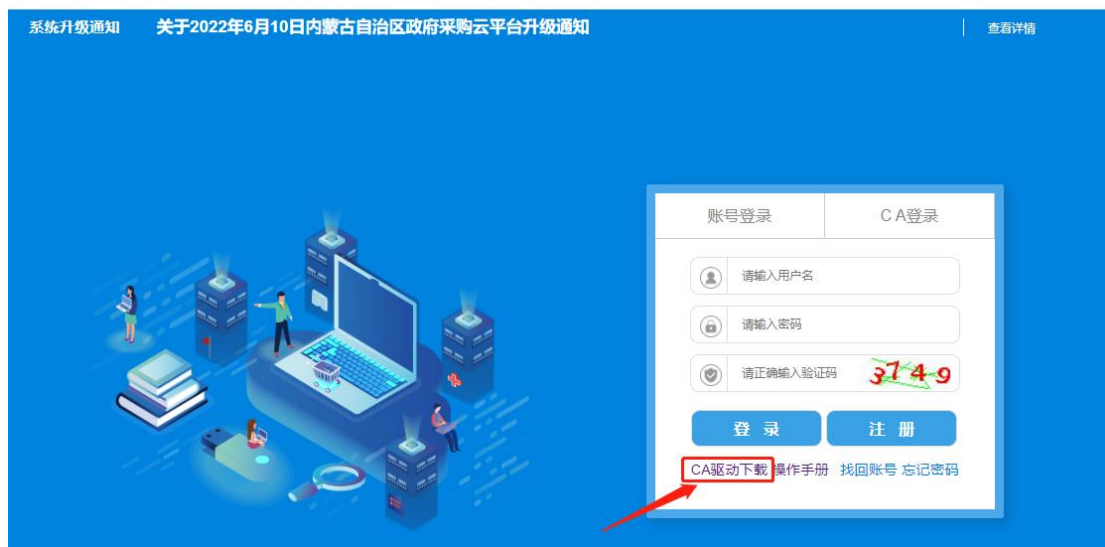 系统升级通知 关于2022年6月10日内蒙古自治区政府采购云平台升级通知 查看详情
账号登录 CA登录
请输入用户名
请输入密码
请正确输入验证码 3749
登录 注册
CA驱动下载 操作手册 找回账号 忘记密码